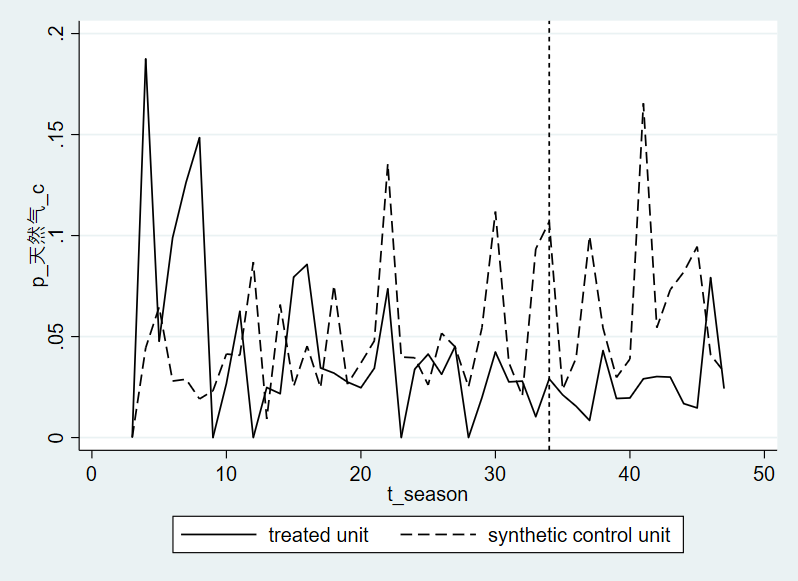 p_天然气_c
.2
.15
.1
.05
0
0 10 20 30 40 50
t_season
treated unit synthetic control unit